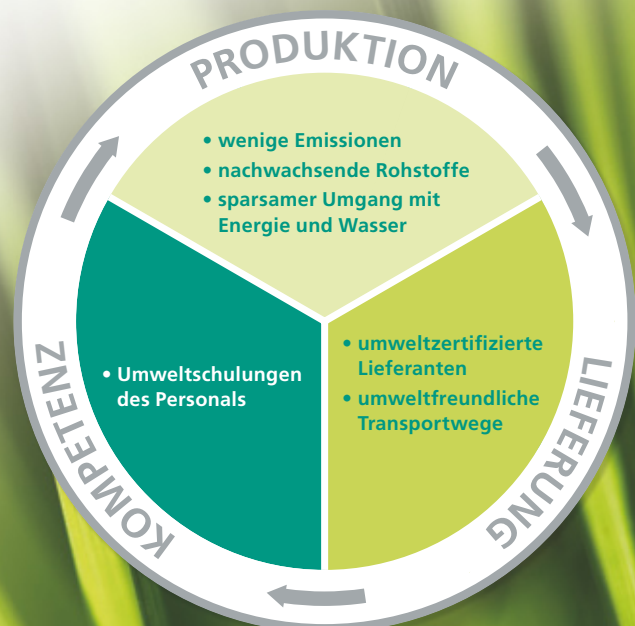 PRODUKTION
• wenige Emissionen
• nachwachsende Rohstoffe
• sparsamer Umgang mit
Energie und Wasser
LIEFERUNG
• umweltzertifizierte
Lieferanten
• umweltfreundliche
Transportwege
KOMPETENZ
• Umweltschulungen
des Personals